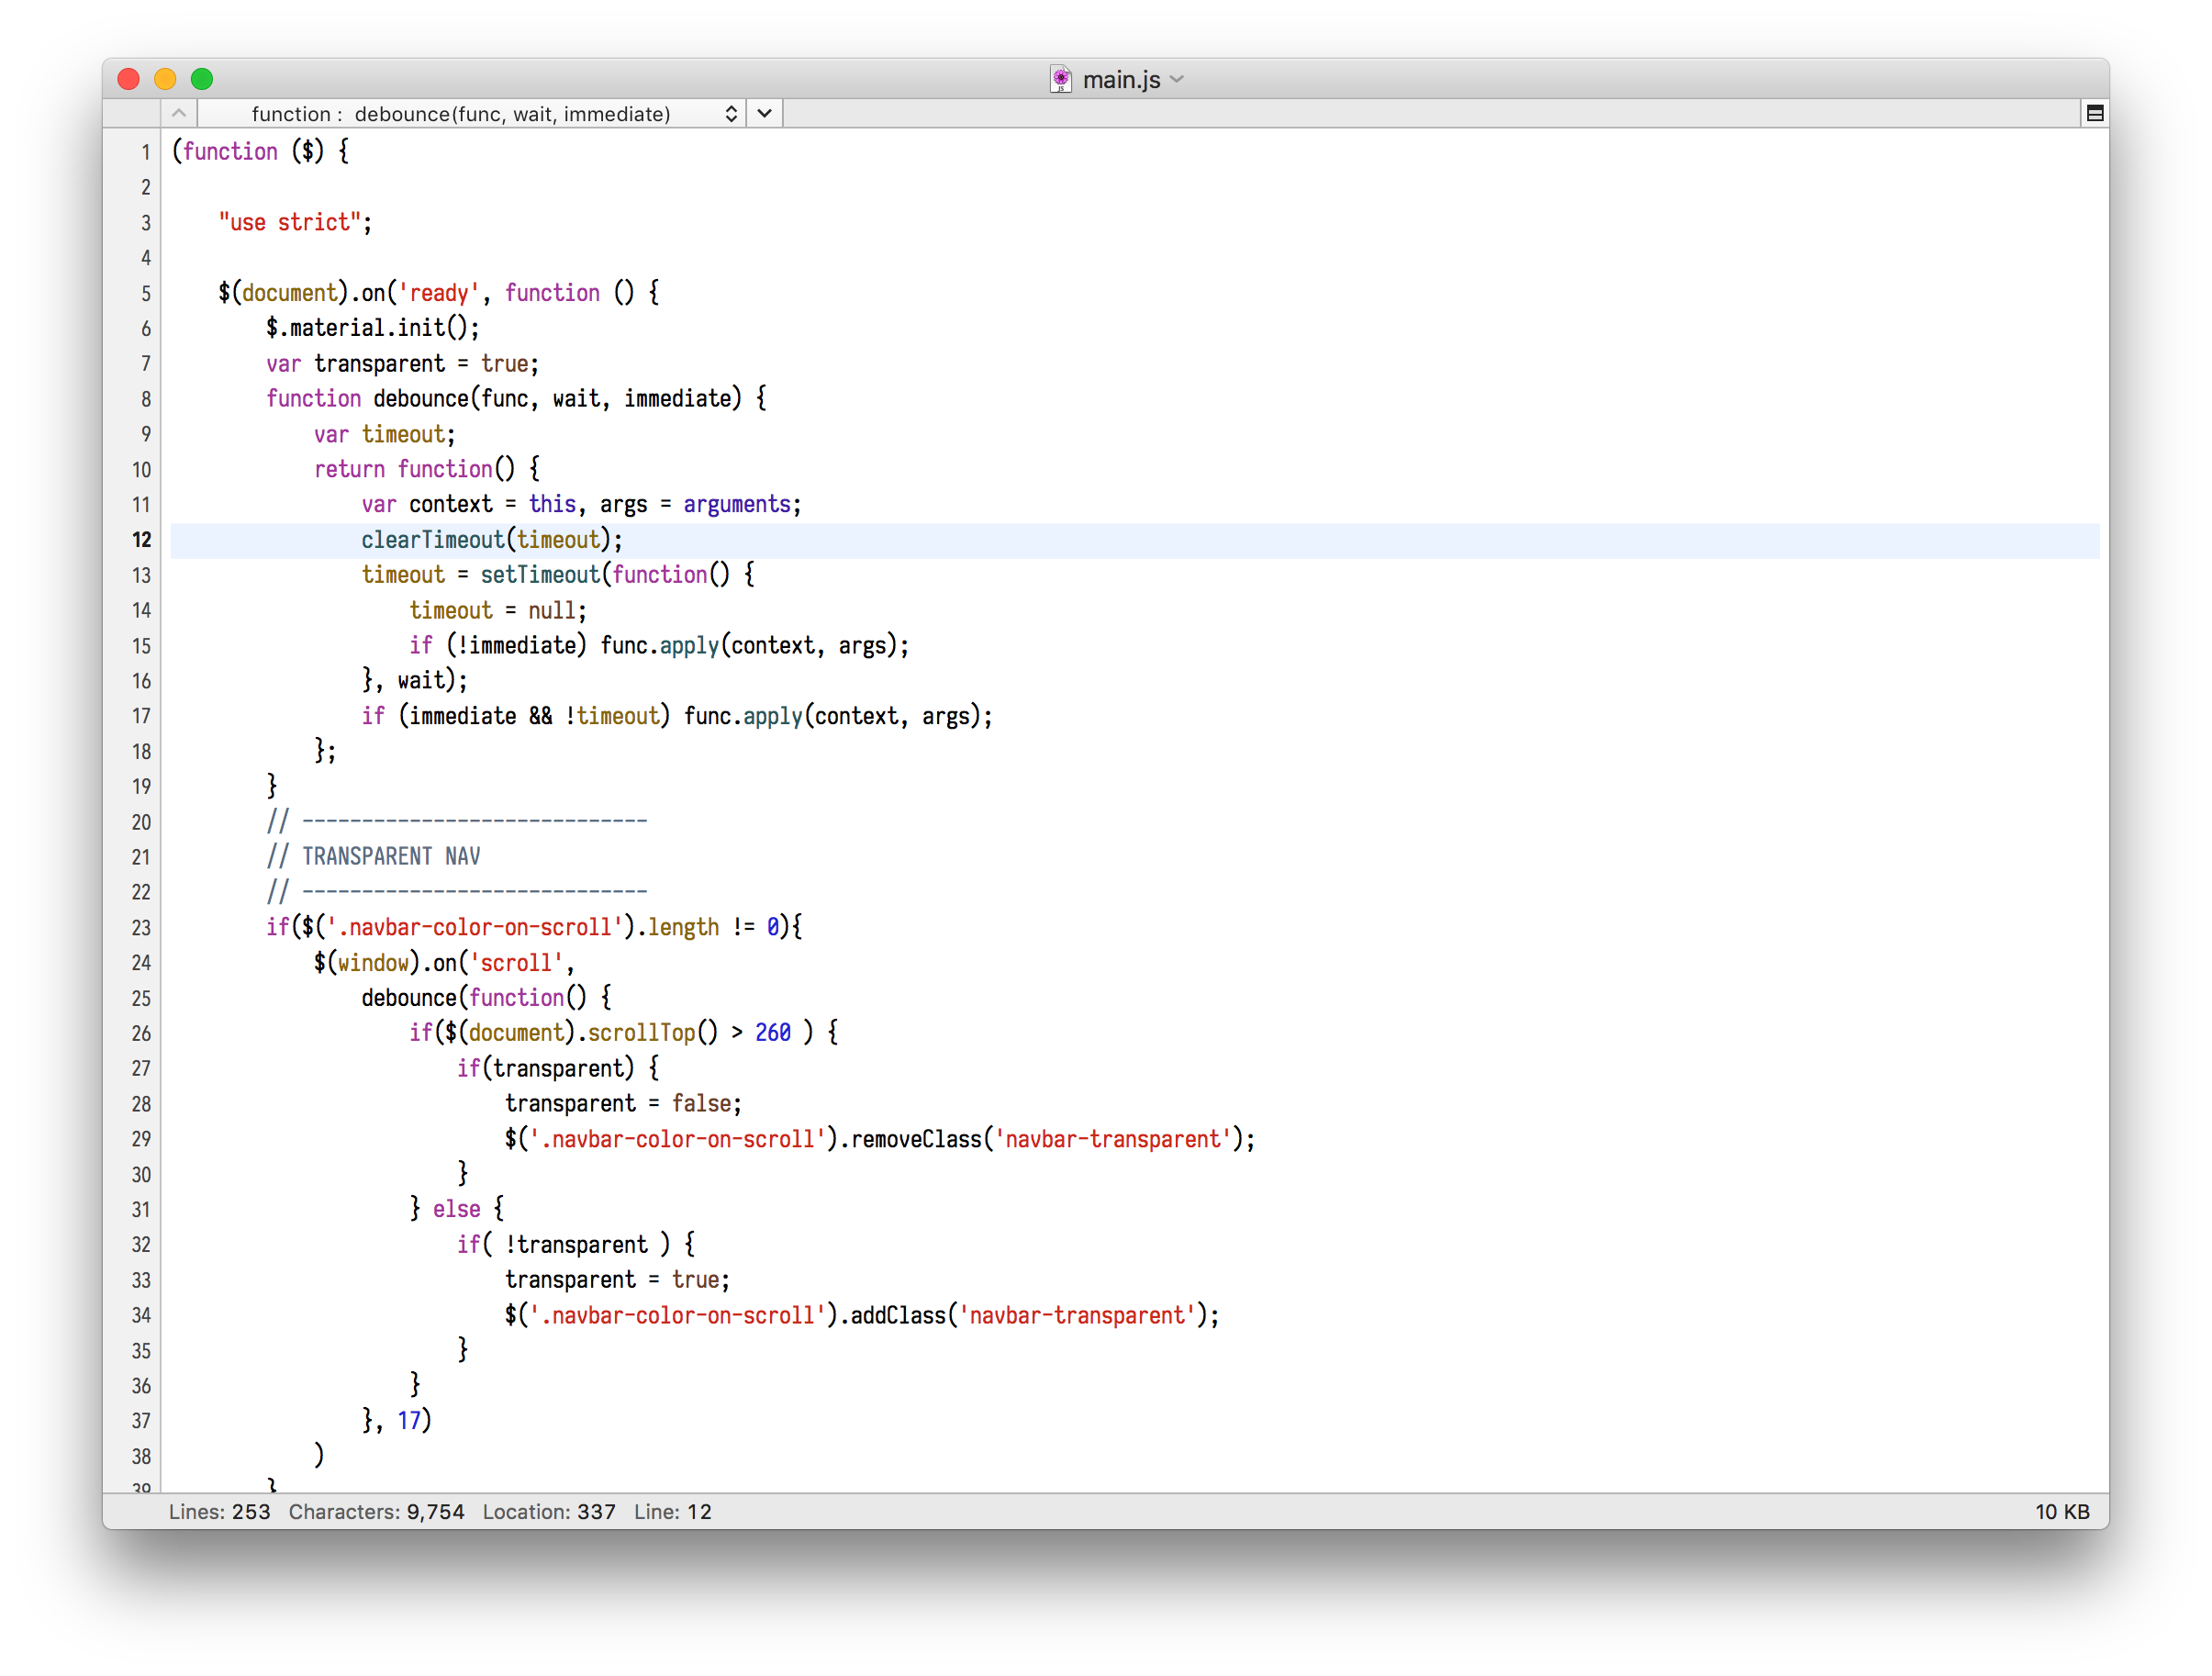 main.js
function : debounce(func, wait, immediate)
1 (function ($) {
2
3     "use strict";
4
5     $(document).on('ready', function () {
6         $.material.init();
7         var transparent = true;
8         function debounce(func, wait, immediate) {
9             var timeout;
10             return function() {
11                 var context = this, args = arguments;
12                 clearTimeout(timeout);
13                 timeout = setTimeout(function() {
14                     timeout = null;
15                     if (!immediate) func.apply(context, args);
16                 }, wait);
17                 if (immediate && !timeout) func.apply(context, args);
18             };
19         }
20         // -----------------------------
21         // TRANSPARENT NAV
22         // -----------------------------
23         if($('.navbar-color-on-scroll').length != 0){
24             $(window).on('scroll',
25                 debounce(function() {
26                     if($(document).scrollTop() > 260 ) {
27                         if(transparent) {
28                             transparent = false;
29                             $('.navbar-color-on-scroll').removeClass('navbar-transparent');
30                         }
31                     } else {
32                         if( !transparent ) {
33                             transparent = true;
34                             $('.navbar-color-on-scroll').addClass('navbar-transparent');
35                         }
36                     }
37                 }, 17)
38             )
39         }
Lines: 253 Characters: 9,754 Location: 337 Line: 12 10 KB